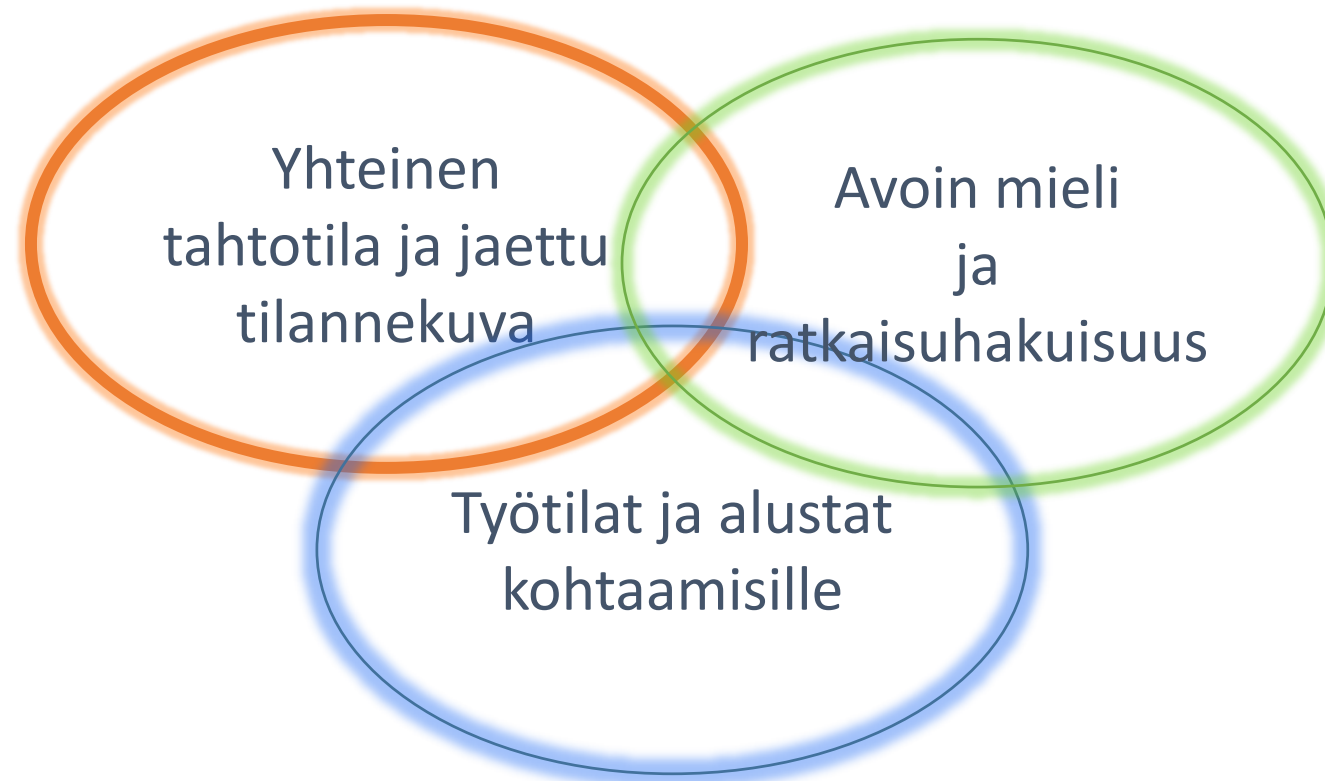 Yhteinen
tahtotila ja jaettu
tilannekuva
Avoin mieli
ja
ratkaisuhakuisuus
Työtilat ja alustat
kohtaamisille